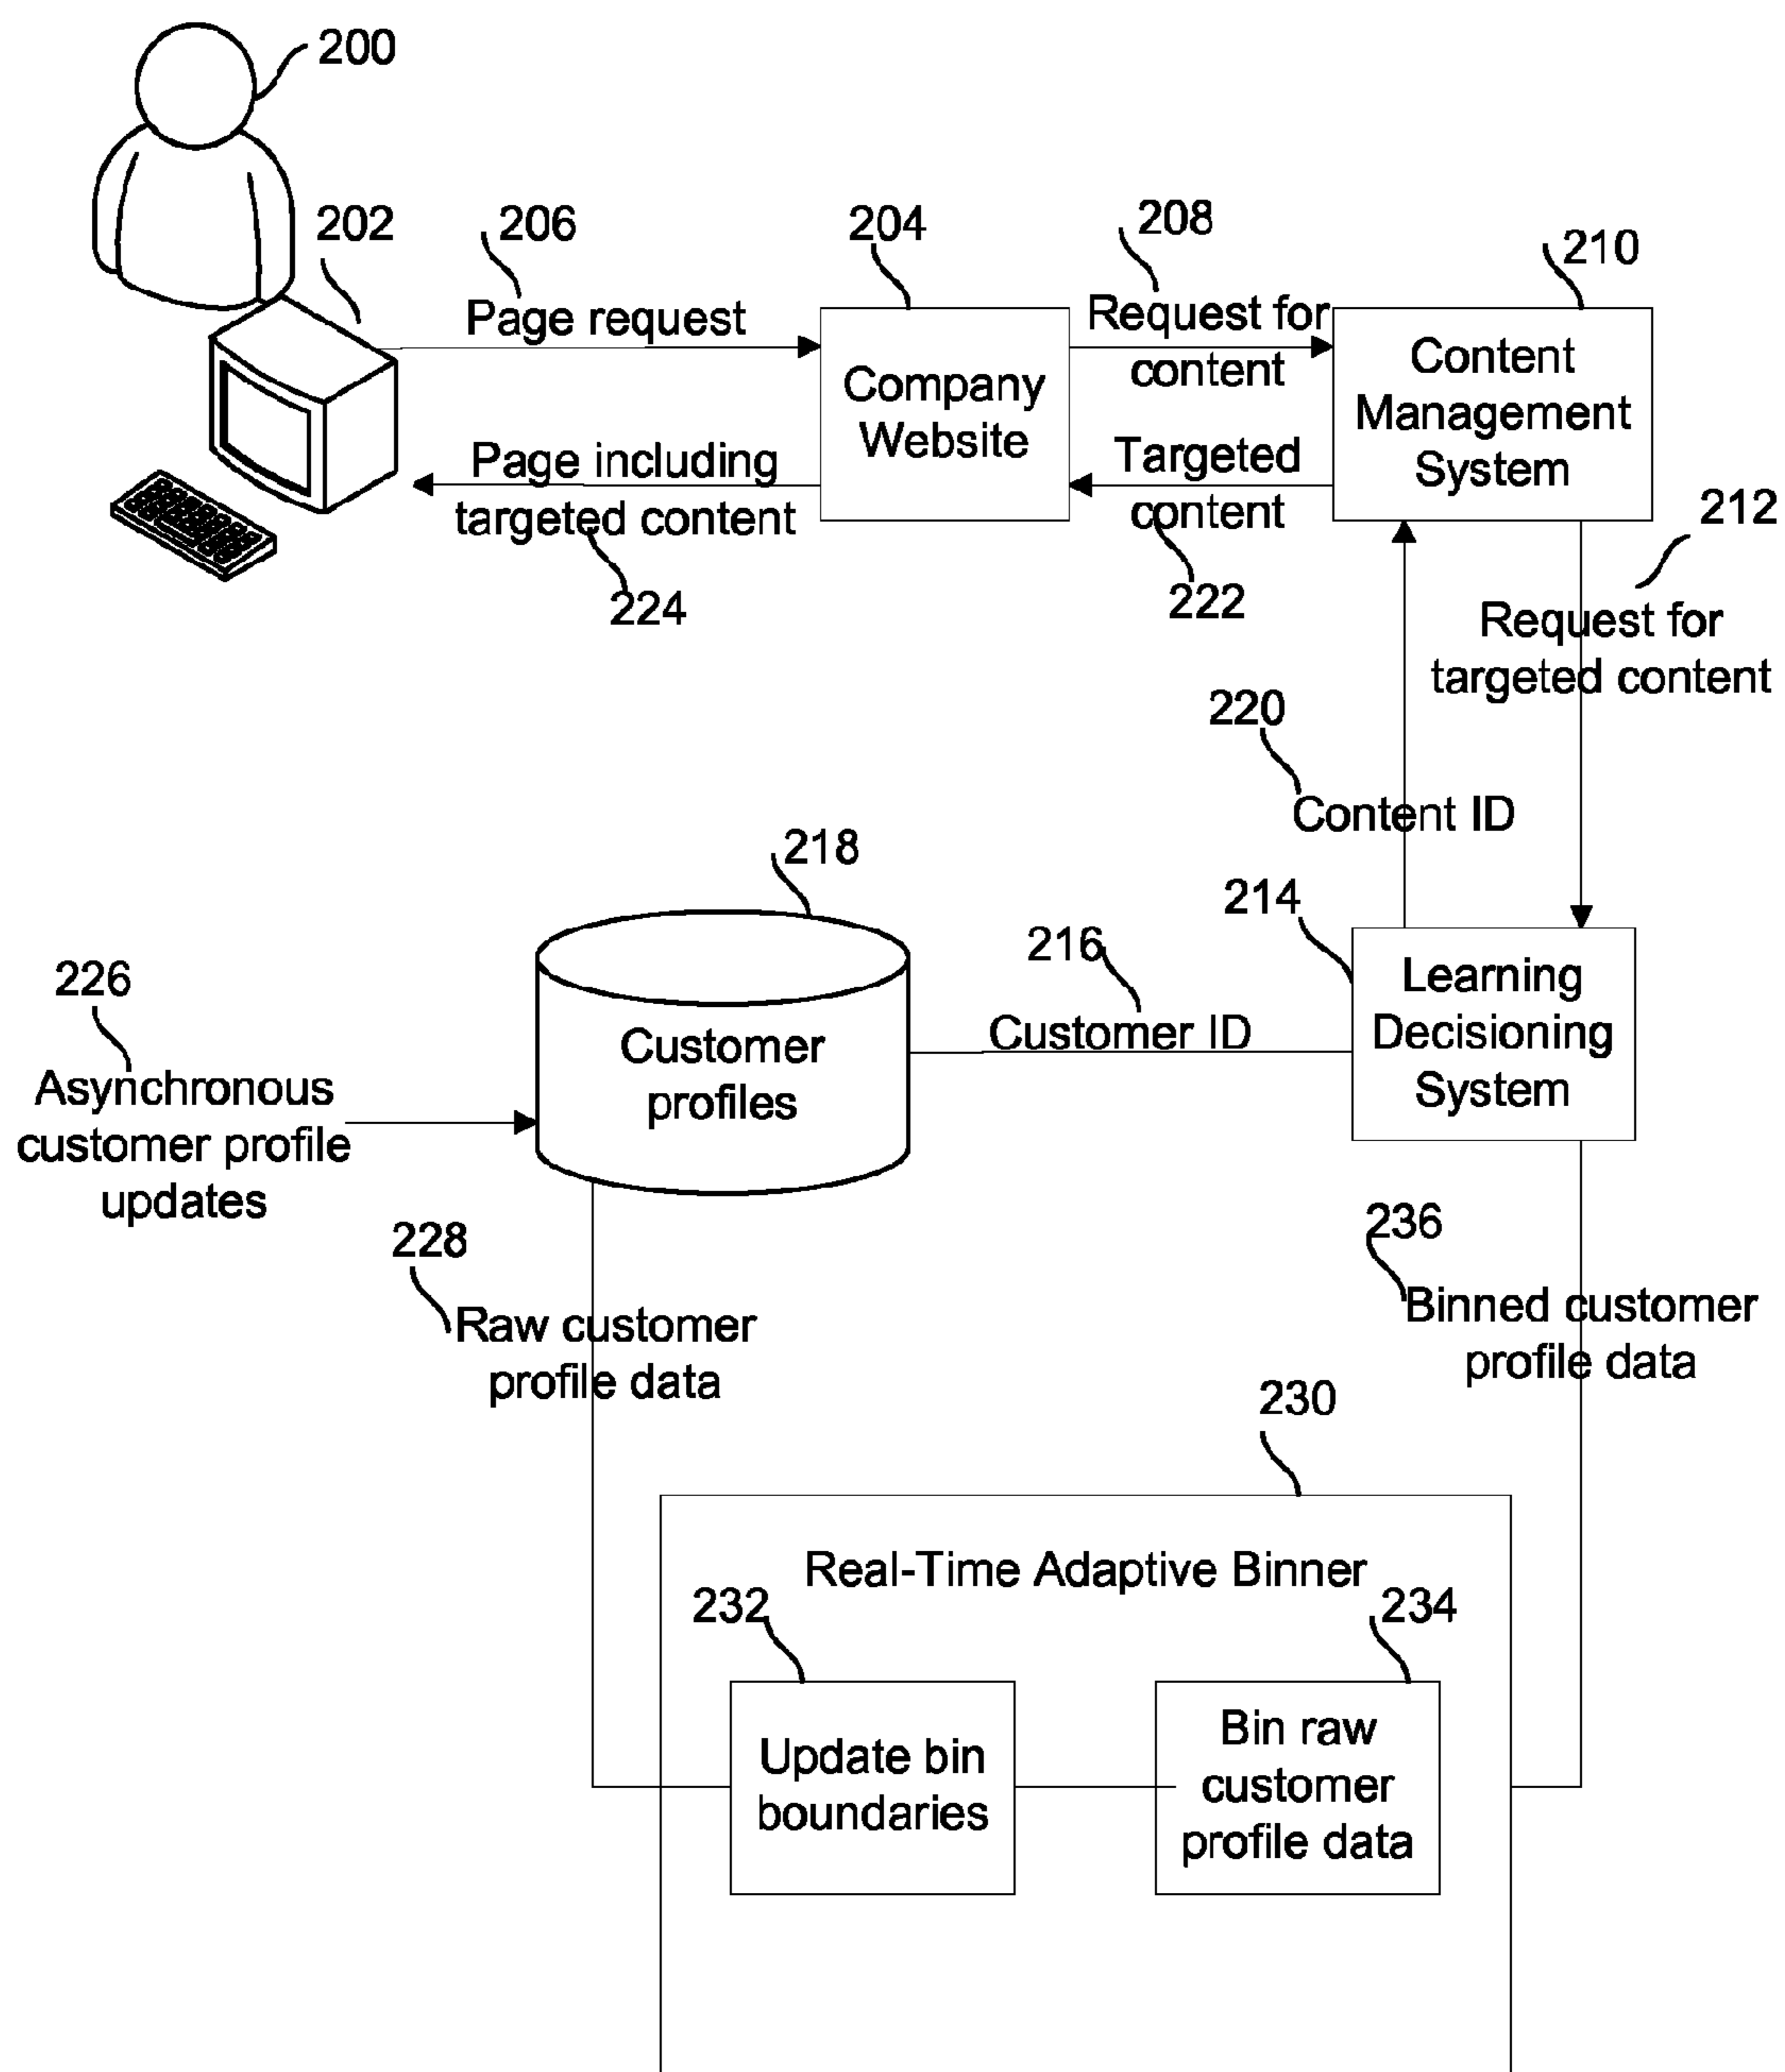 200
202
206
204
208
210
Page request
Request for
content
Company
Website
Content
Management
System
Page including
targeted content
Targeted
content
224
222
212
Request for
targeted content
220
Content ID
218
214
216
Customer ID
Learning
Decisioning
System
226
Asynchronous
customer profile
updates
Customer
profiles
228
Raw customer
profile data
236
Binned customer
profile data
230
Real-Time Adaptive Binner
232
234
Update bin
boundaries
Bin raw
customer
profile data